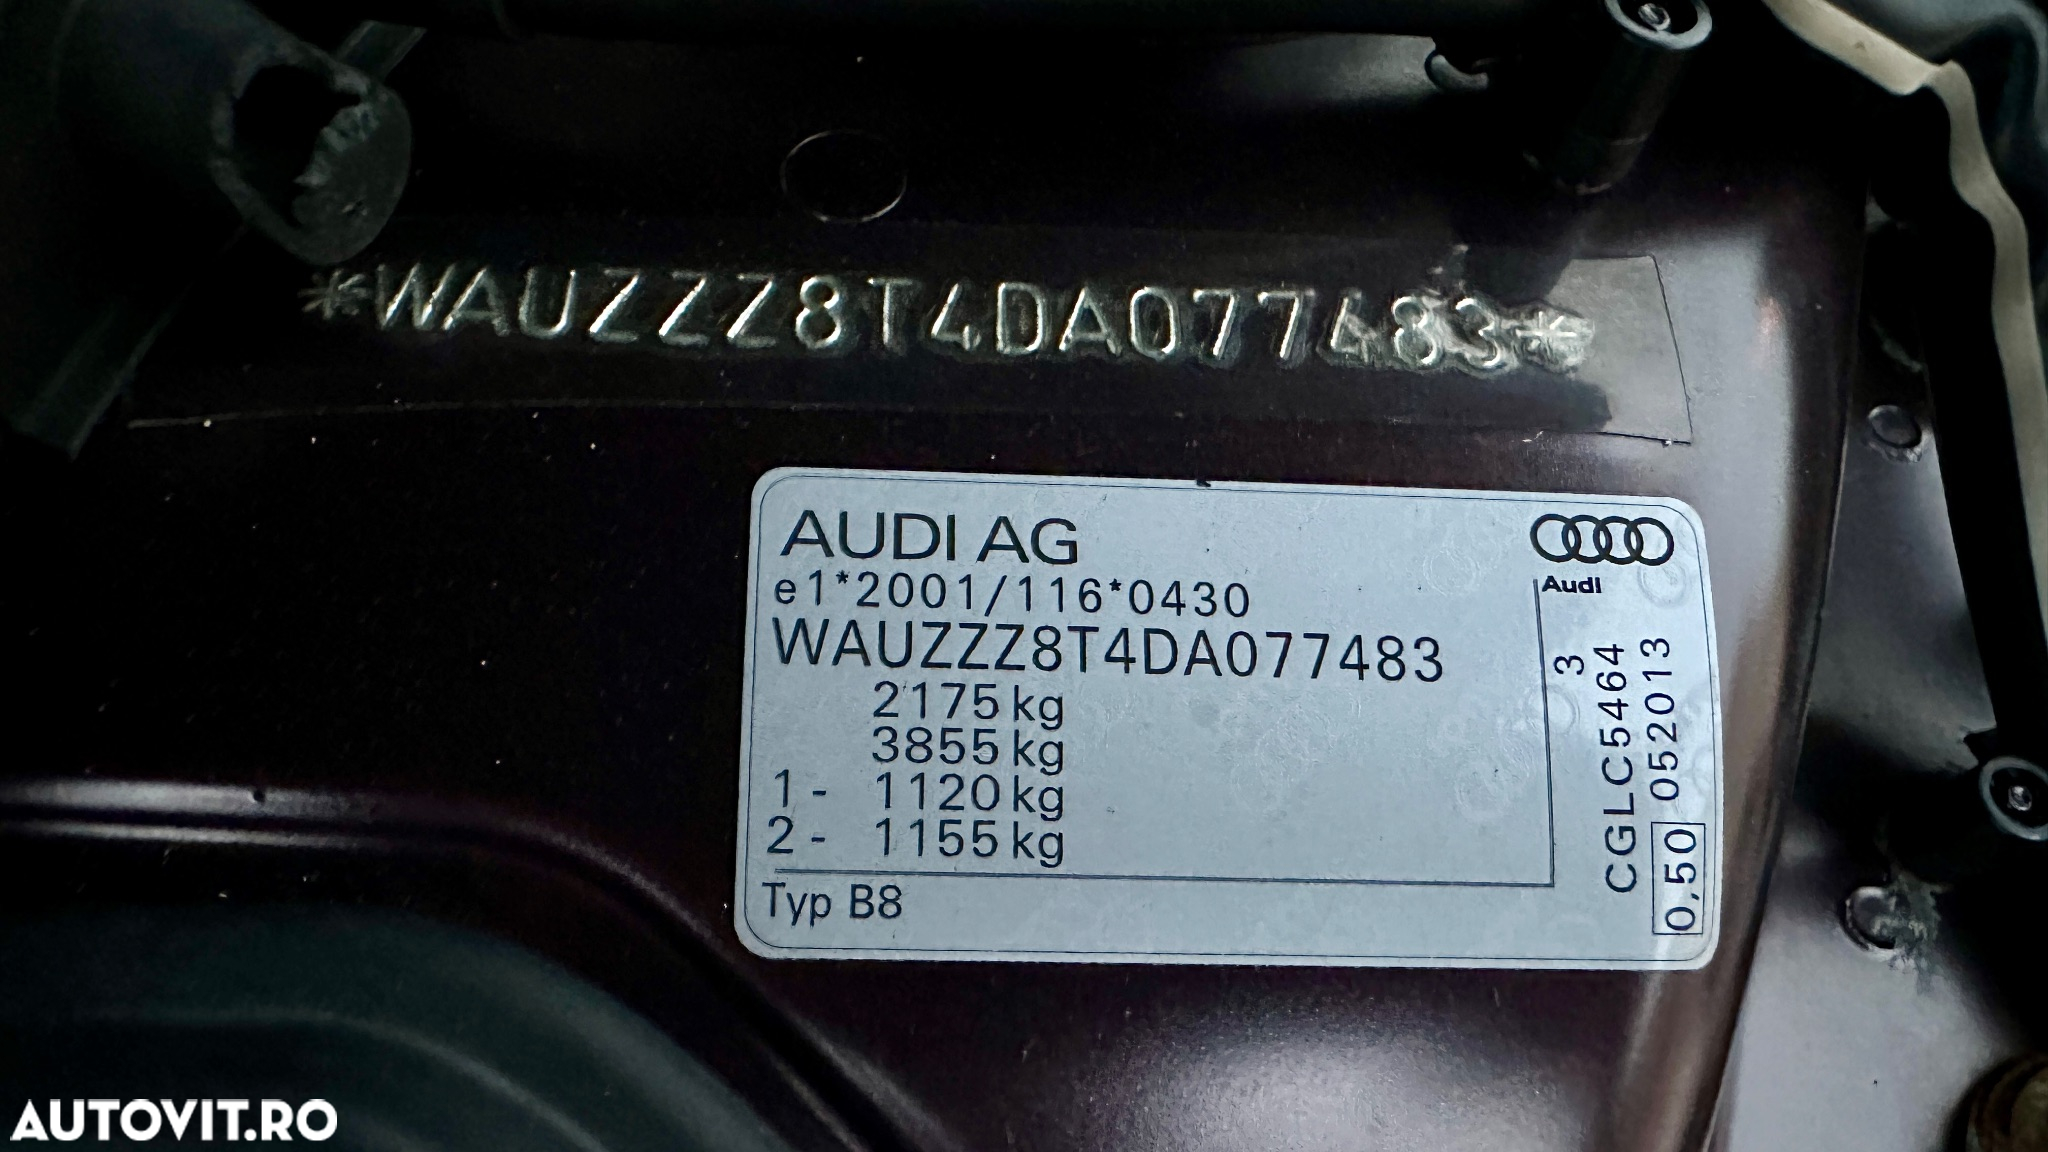 *WAUZZZ8T4DA077483*
AUDI AG
Audi
e1*2001/116*0430
WAUZZZ8T4DA077483
2175 kg
3855 kg
1 - 1120 kg
2 - 1155 kg
Typ B8
3
CGLC5464
0,50 052013
AUTOVIT.RO